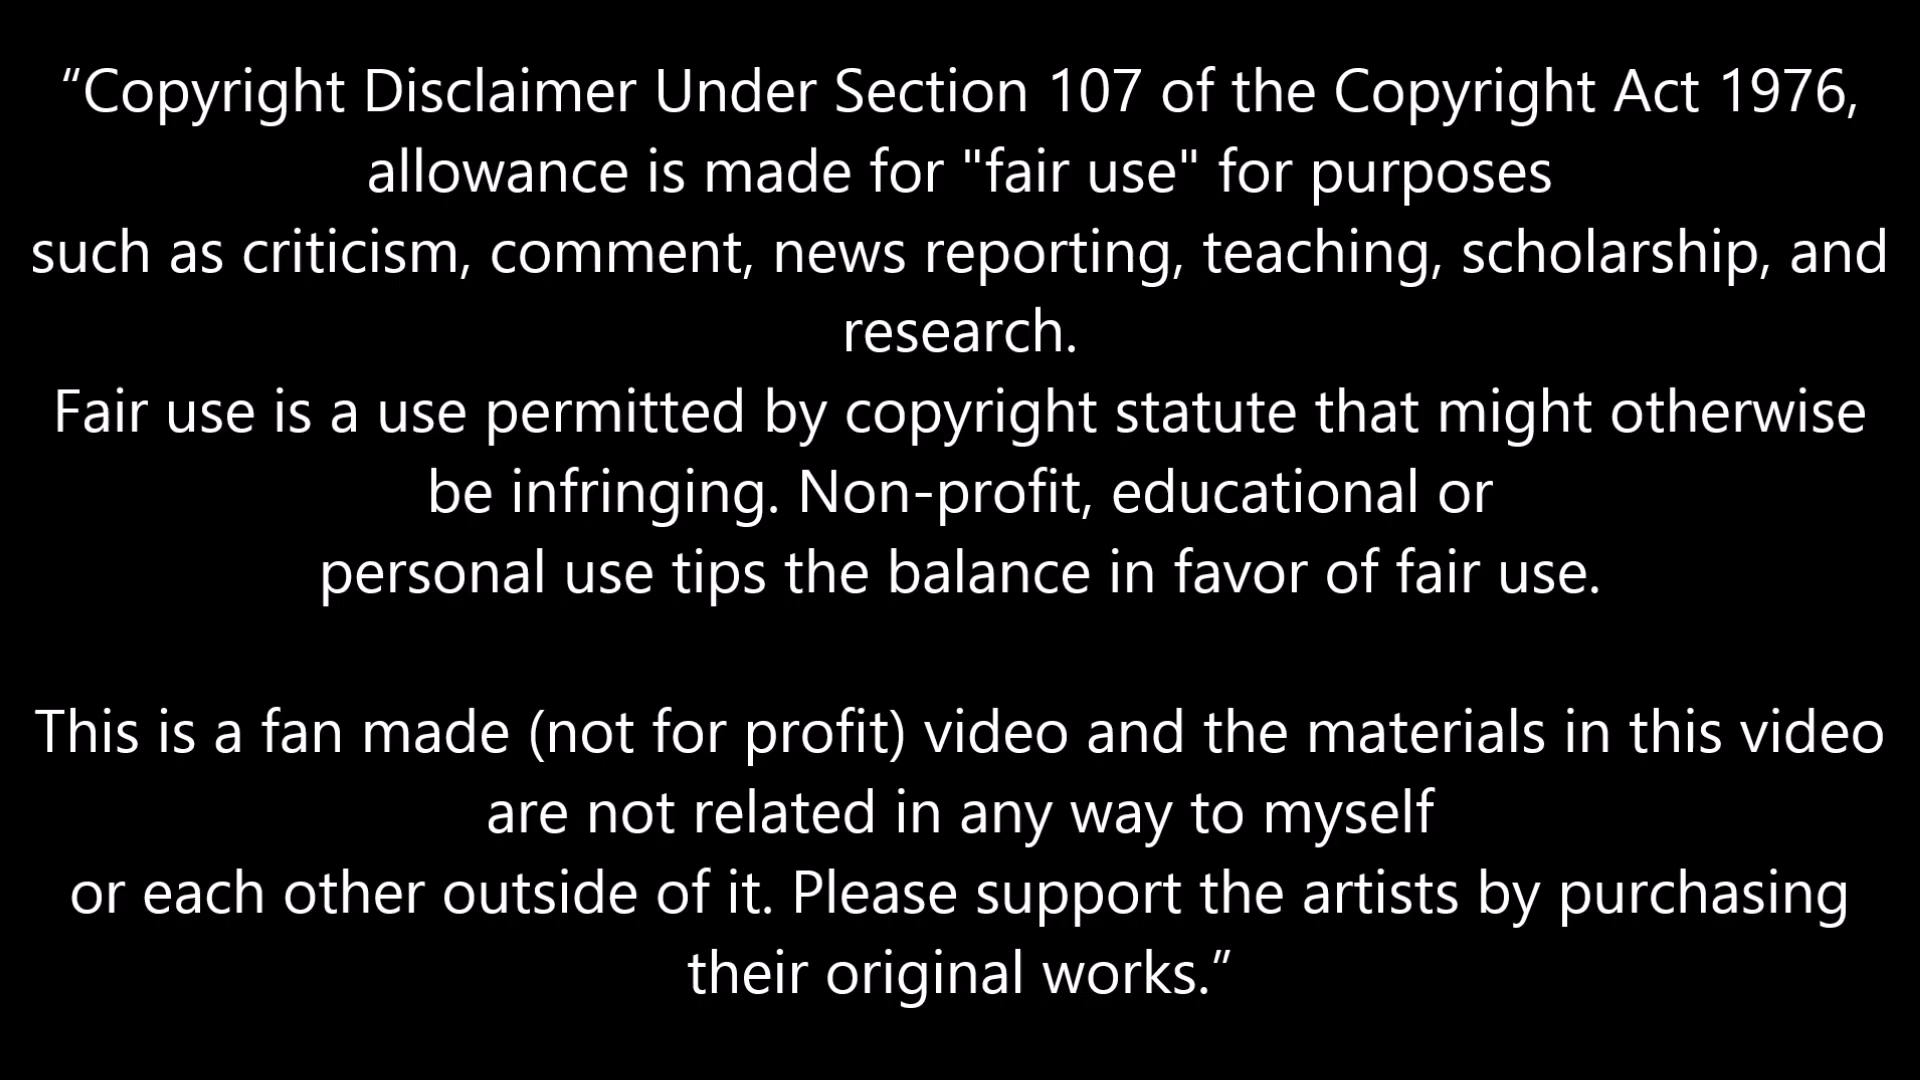 “Copyright Disclaimer Under Section 107 of the Copyright Act 1976,
allowance is made for "fair use" for purposes
such as criticism, comment, news reporting, teaching, scholarship, and
research.
Fair use is a use permitted by copyright statute that might otherwise
be infringing. Non-profit, educational or
personal use tips the balance in favor of fair use.
This is a fan made (not for profit) video and the materials in this video
are not related in any way to myself
or each other outside of it. Please support the artists by purchasing
their original works.”